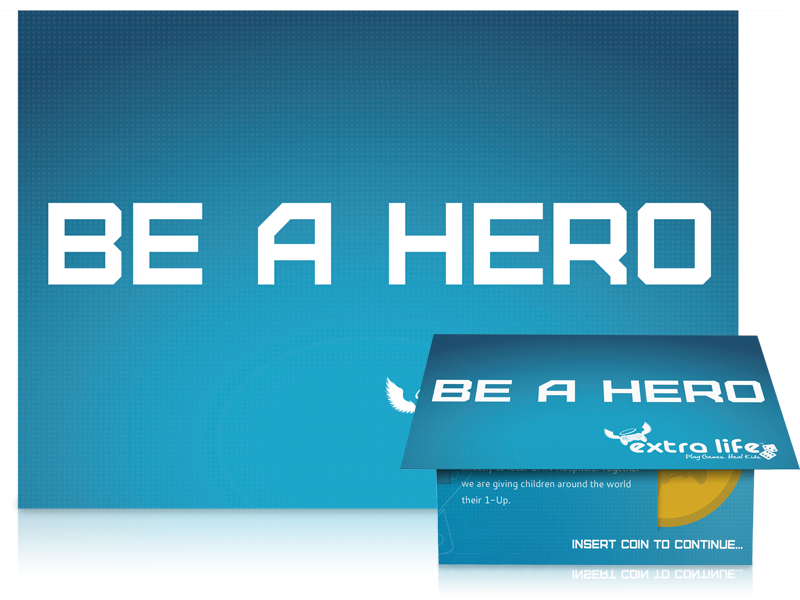 BE A HERO
BE A HERO
extra life
Play Games. Heal Kids.
we are giving children around the world
their 1-Up.
INSERT COIN TO CONTINUE...